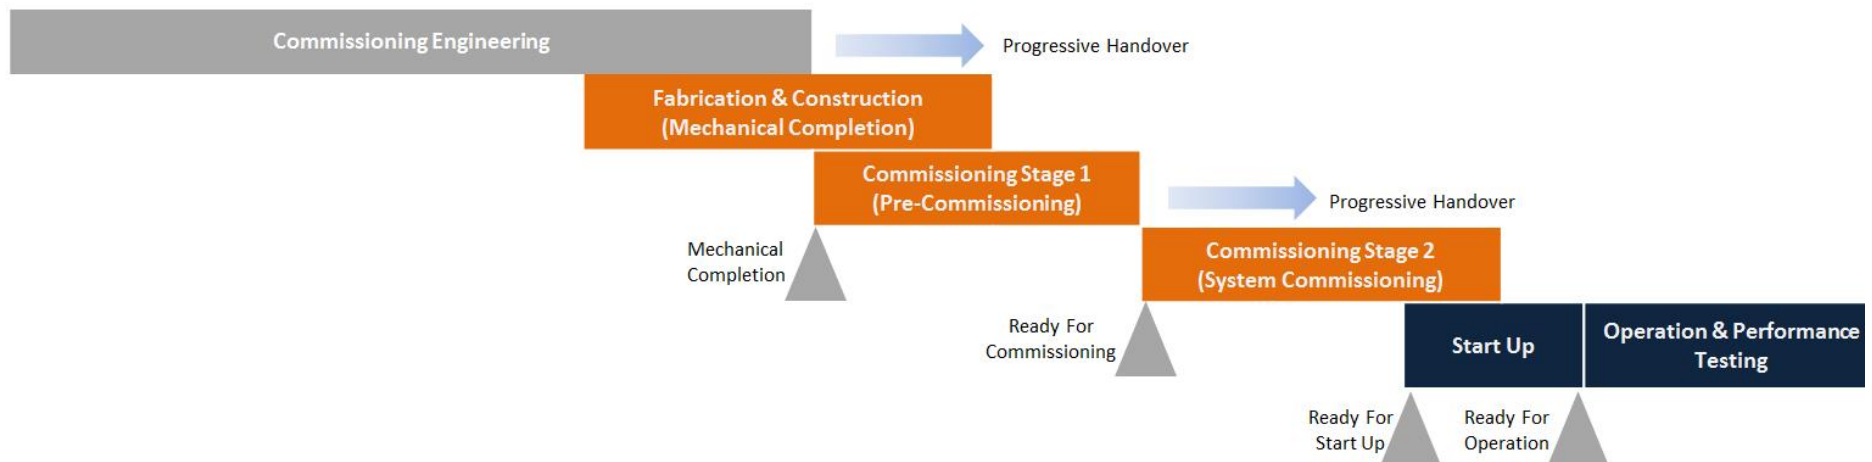 Commissioning Engineering
Progressive Handover
Fabrication & Construction
(Mechanical Completion)
Commissioning Stage 1
(Pre-Commissioning)
Progressive Handover
Mechanical
Completion
Commissioning Stage 2
(System Commissioning)
Ready For
Commissioning
Start Up
Operation & Performance
Testing
Ready For
Start Up
Ready For
Operation